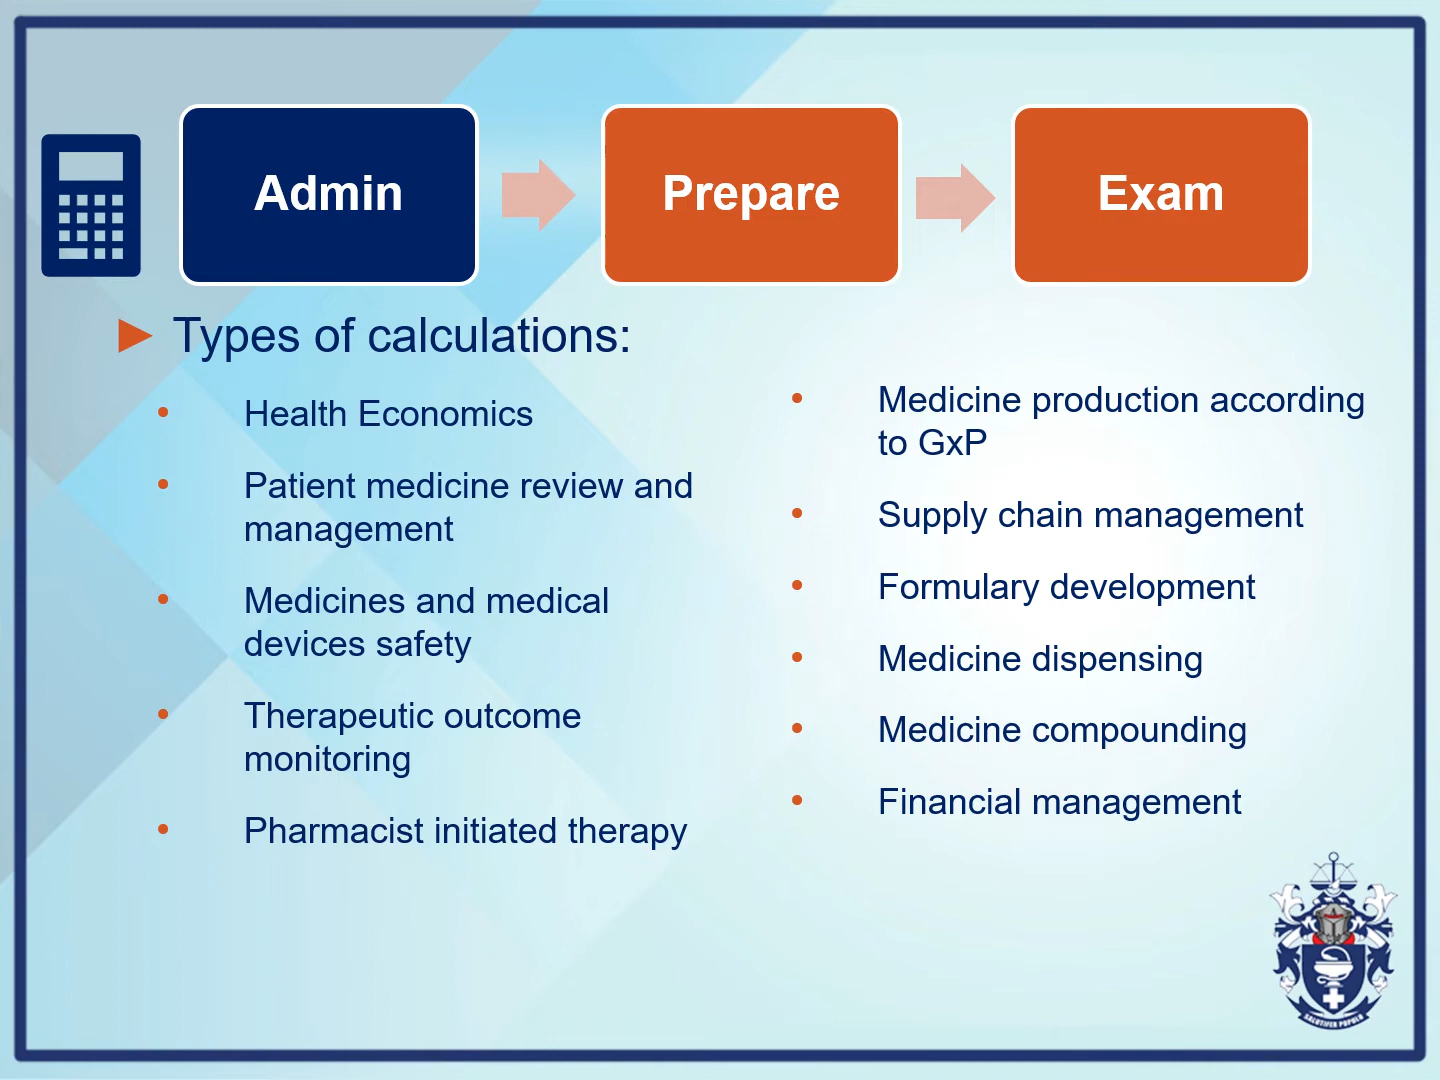 Admin
Prepare
Exam
Types of calculations:
• Health Economics
• Patient medicine review and
management
• Medicines and medical
devices safety
• Therapeutic outcome
monitoring
• Pharmacist initiated therapy
• Medicine production according
to GxP
• Supply chain management
• Formulary development
• Medicine dispensing
• Medicine compounding
• Financial management
SALUTIFER POPULO